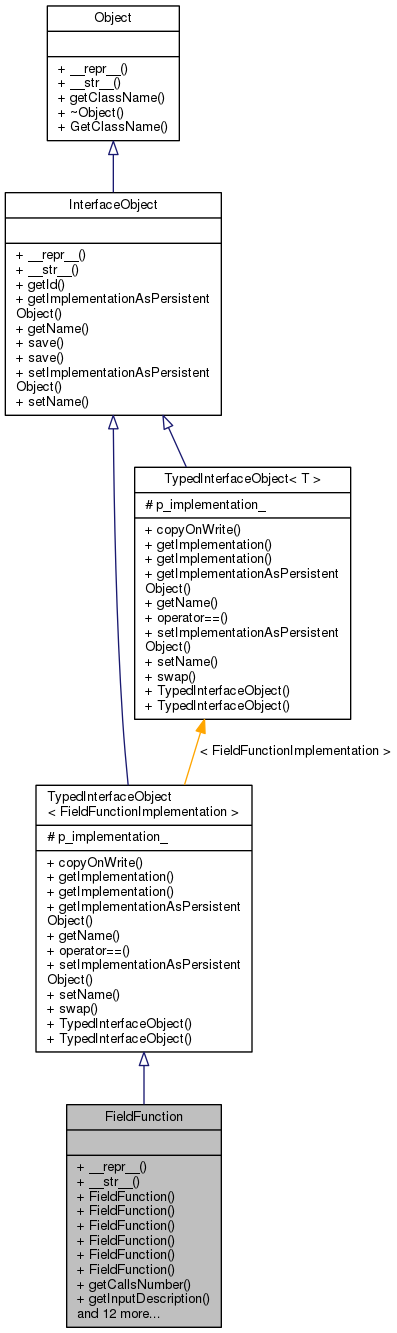 Object
+ __repr__()
+ __str__()
+ getClassName()
+ ~Object()
+ GetClassName()
InterfaceObject
+ __repr__()
+ __str__()
+ getId()
+ getImplementationAsPersistent
Object()
+ getName()
+ save()
+ save()
+ setImplementationAsPersistent
Object()
+ setName()
TypedInterfaceObject< T >
# p_implementation_
+ copyOnWrite()
+ getImplementation()
+ getImplementation()
+ getImplementationAsPersistent
Object()
+ getName()
+ operator==()
+ setImplementationAsPersistent
Object()
+ setName()
+ swap()
+ TypedInterfaceObject()
+ TypedInterfaceObject()
< FieldFunctionImplementation >
TypedInterfaceObject
< FieldFunctionImplementation >
# p_implementation_
+ copyOnWrite()
+ getImplementation()
+ getImplementation()
+ getImplementationAsPersistent
Object()
+ getName()
+ operator==()
+ setImplementationAsPersistent
Object()
+ setName()
+ swap()
+ TypedInterfaceObject()
+ TypedInterfaceObject()
FieldFunction
+ __repr__()
+ __str__()
+ FieldFunction()
+ FieldFunction()
+ FieldFunction()
+ FieldFunction()
+ FieldFunction()
+ FieldFunction()
+ getCallsNumber()
+ getInputDescription()
and 12 more...